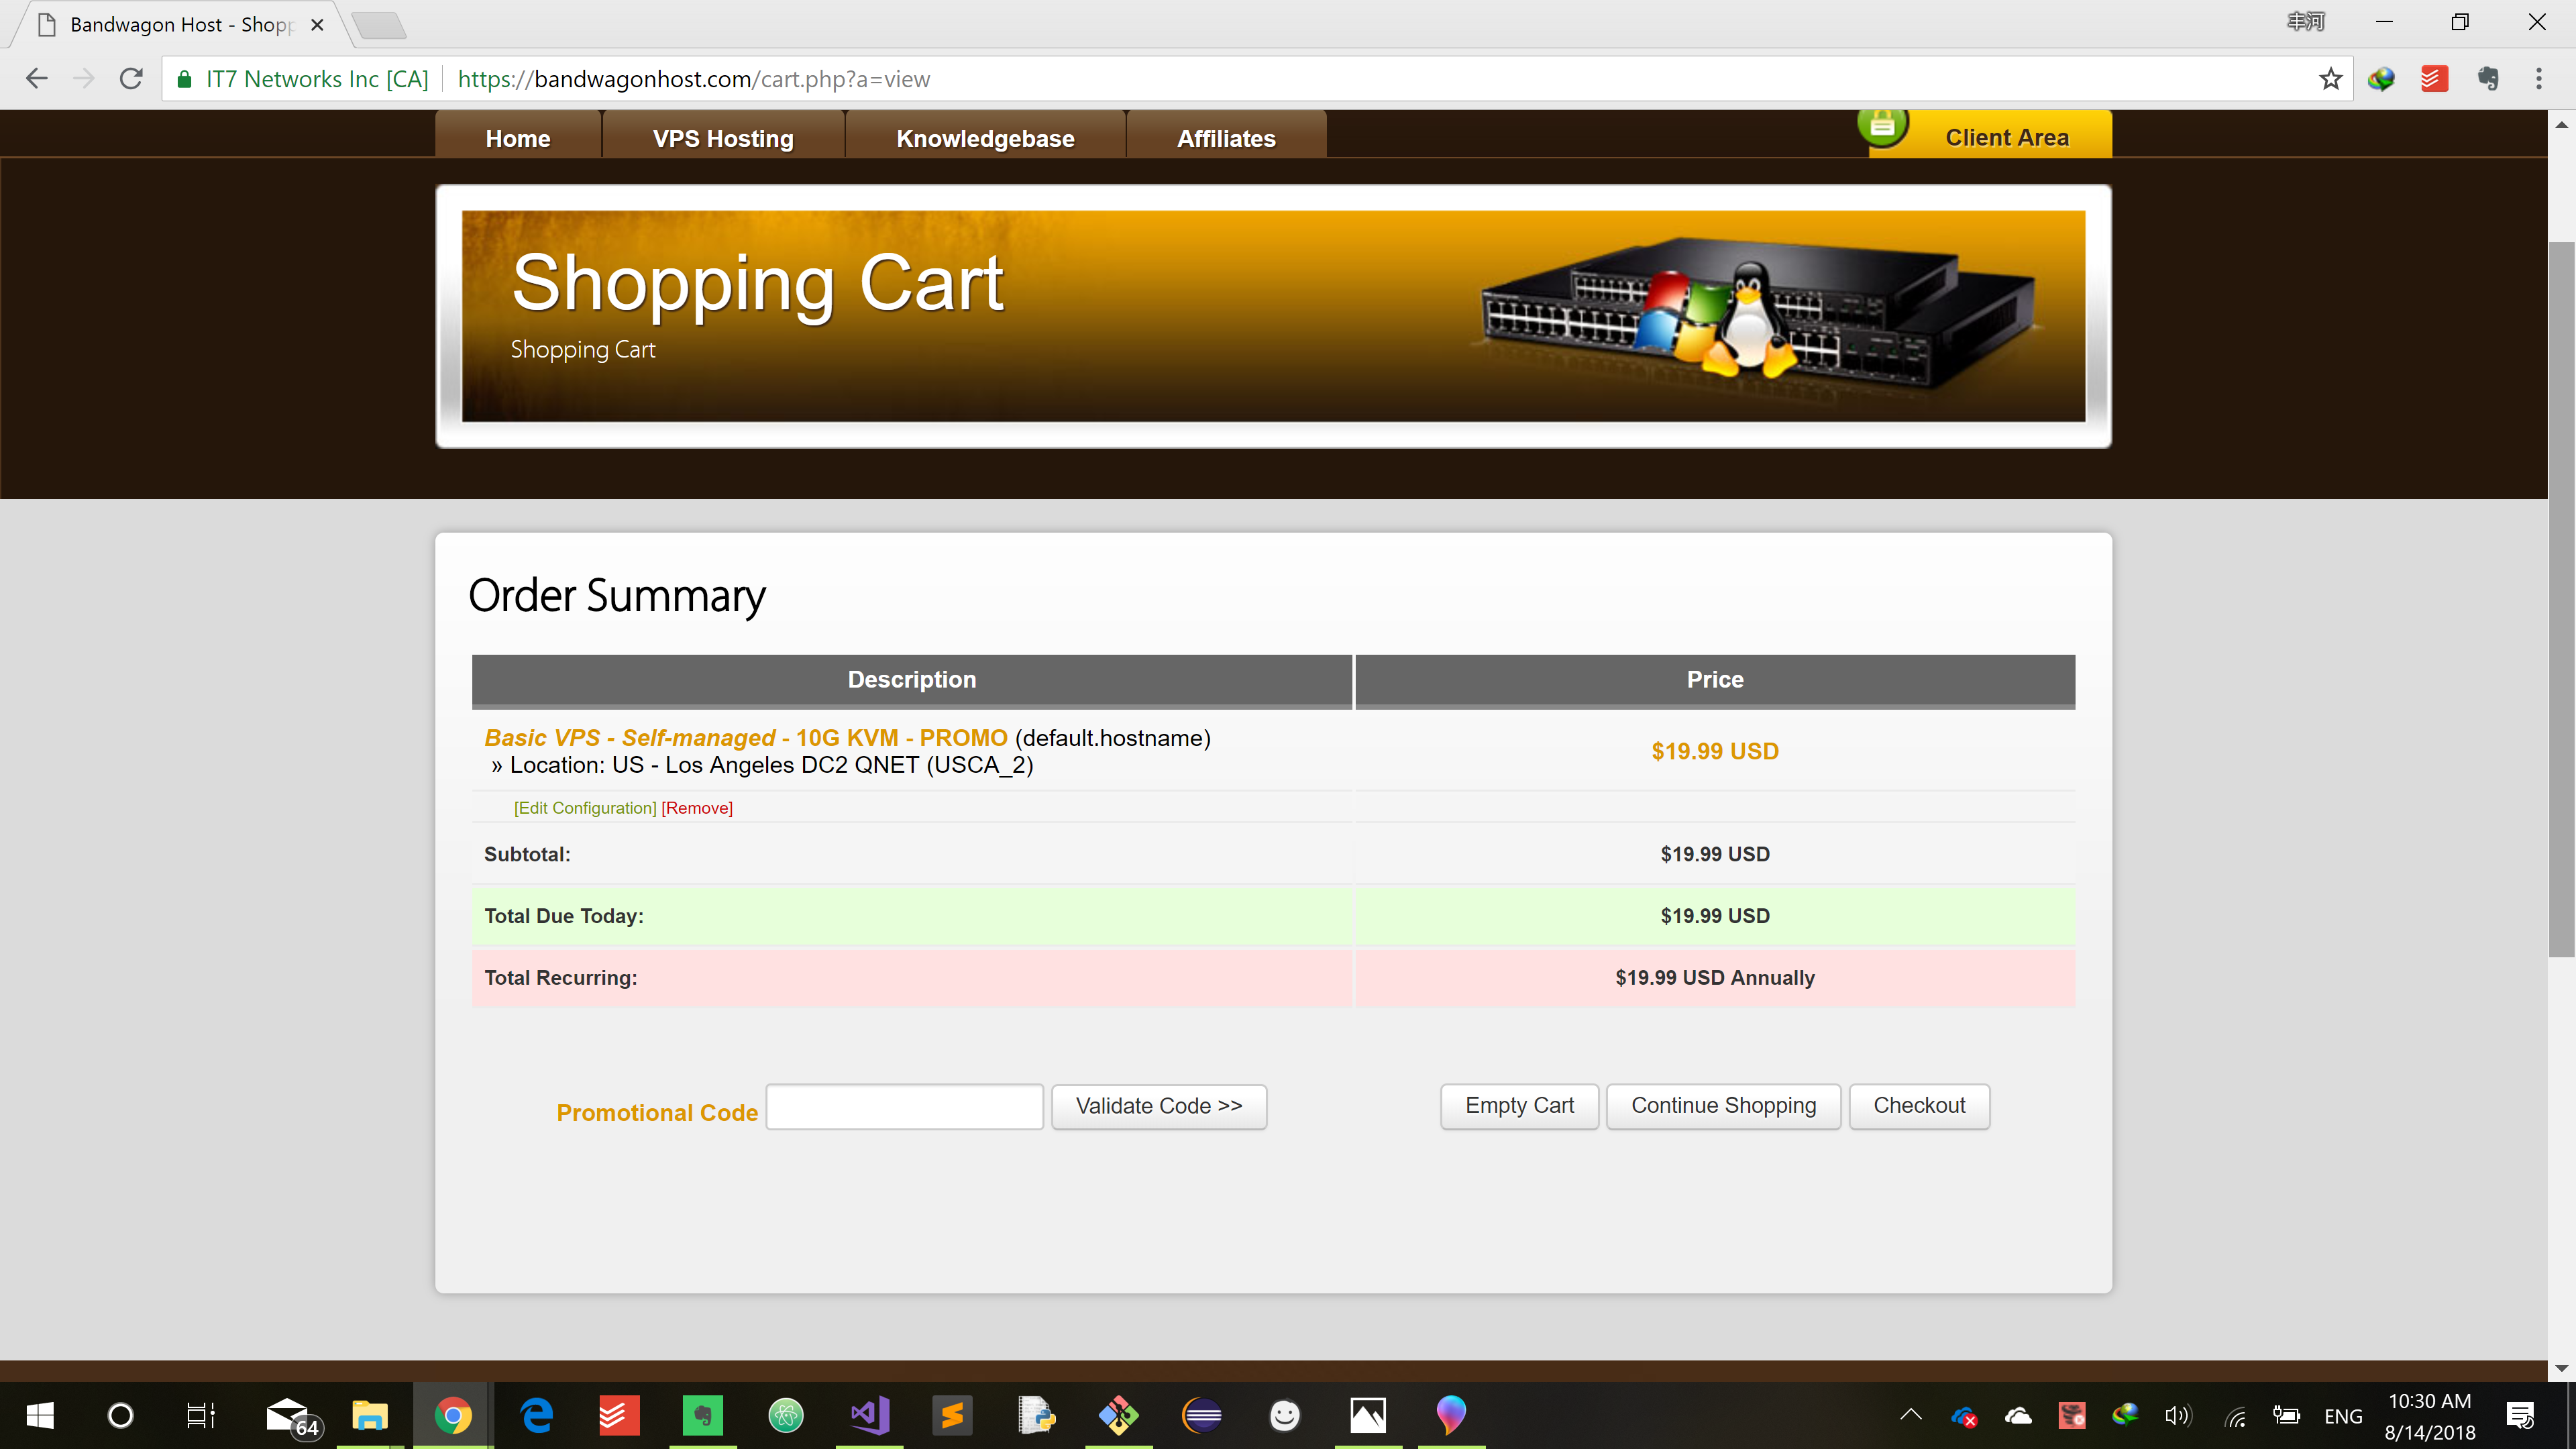 Bandwagon Host - Shopp
丰河
IT7 Networks Inc [CA] https://bandwagonhost.com/cart.php?a=view
Home VPS Hosting Knowledgebase Affiliates Client Area
Shopping Cart
Shopping Cart
Order Summary
Description Price
Basic VPS - Self-managed - 10G KVM - PROMO (default.hostname) $19.99 USD
» Location: US - Los Angeles DC2 QNET (USCA_2)
[Edit Configuration] [Remove]
Subtotal: $19.99 USD
Total Due Today: $19.99 USD
Total Recurring: $19.99 USD Annually
Promotional Code Validate Code >> Empty Cart Continue Shopping Checkout
64 ENG 10:30 AM
8/14/2018